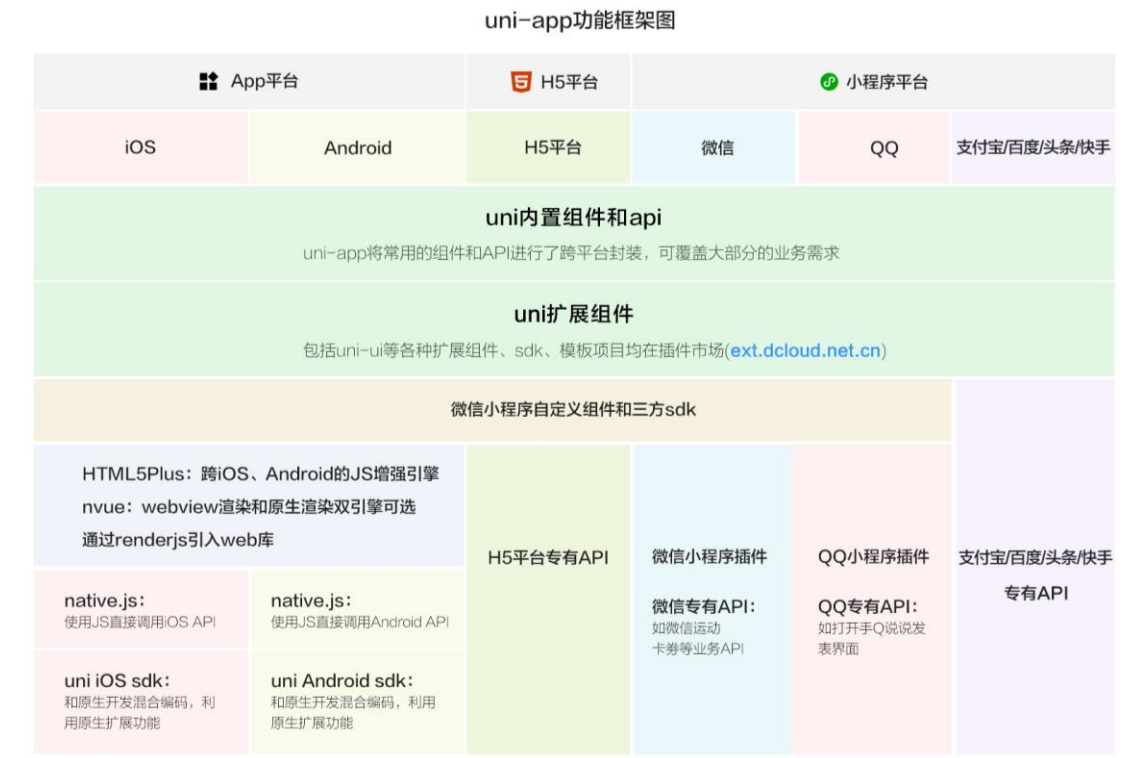 uni-app功能框架图
App平台
H5平台
小程序平台
iOS
Android
H5平台
微信
QQ
支付宝/百度/头条/快手
uni内置组件和api
uni-app将常用的组件和API进行了跨平台封装，可覆盖大部分的业务需求
uni扩展组件
包括uni-ui等各种扩展组件、sdk、模板项目均在插件市场(ext.dcloud.net.cn)
微信小程序自定义组件和三方sdk
HTML5Plus：跨iOS、Android的JS增强引擎
nvue：webview渲染和原生渲染双引擎可选
通过renderjs引入web库
native.js：
使用JS直接调用iOS API
native.js：
使用JS直接调用Android API
uni iOS sdk：
和原生开发混合编码，利
用原生扩展功能
uni Android sdk：
和原生开发混合编码，利用
原生扩展功能
H5平台专有API
微信小程序插件
微信专有API：
如微信运动
卡券等业务API
QQ小程序插件
QQ专有API：
如打开手Q说说发
表界面
支付宝/百度/头条/快手
专有API